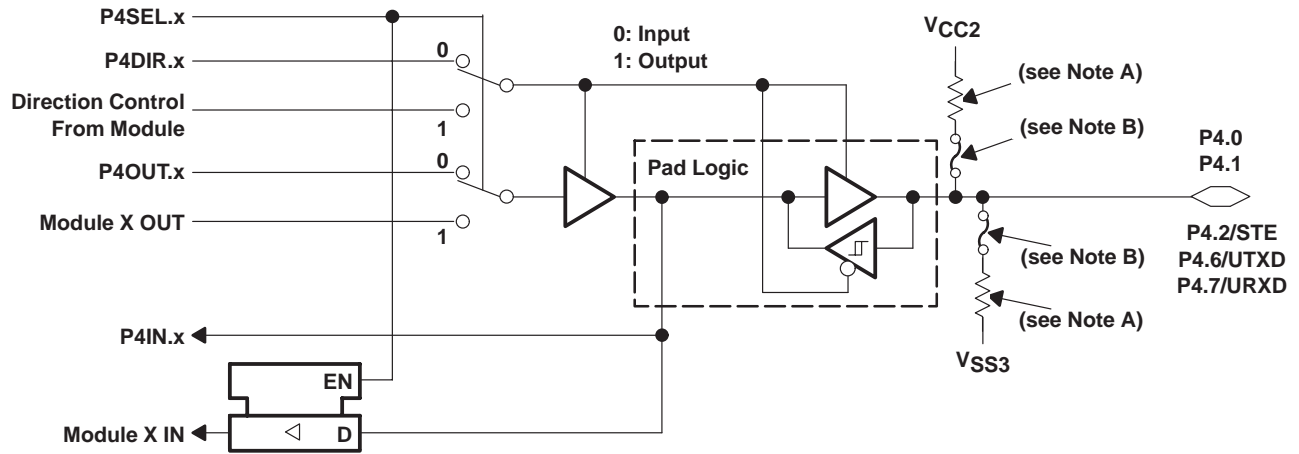 P4SEL.x
P4DIR.x
0
Direction Control
From Module
1
P4OUT.x
0
Module X OUT
1
0: Input
1: Output
Pad Logic
VCC2
(see Note A)
(see Note B)
P4.0
P4.1
P4.2/STE
P4.6/UTXD
P4.7/URXD
(see Note B)
(see Note A)
VSS3
P4IN.x
EN
Module X IN
D